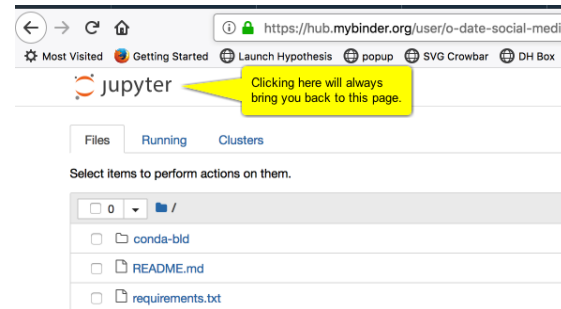 https://hub.mybinder.org/user/o-date-social-medi
Most Visited Getting Started Launch Hypothesis popup SVG Crowbar DH Box
jupyter
Clicking here will always
bring you back to this page.
Files Running Clusters
Select items to perform actions on them.
0 /
conda-bld
README.md
requirements.txt